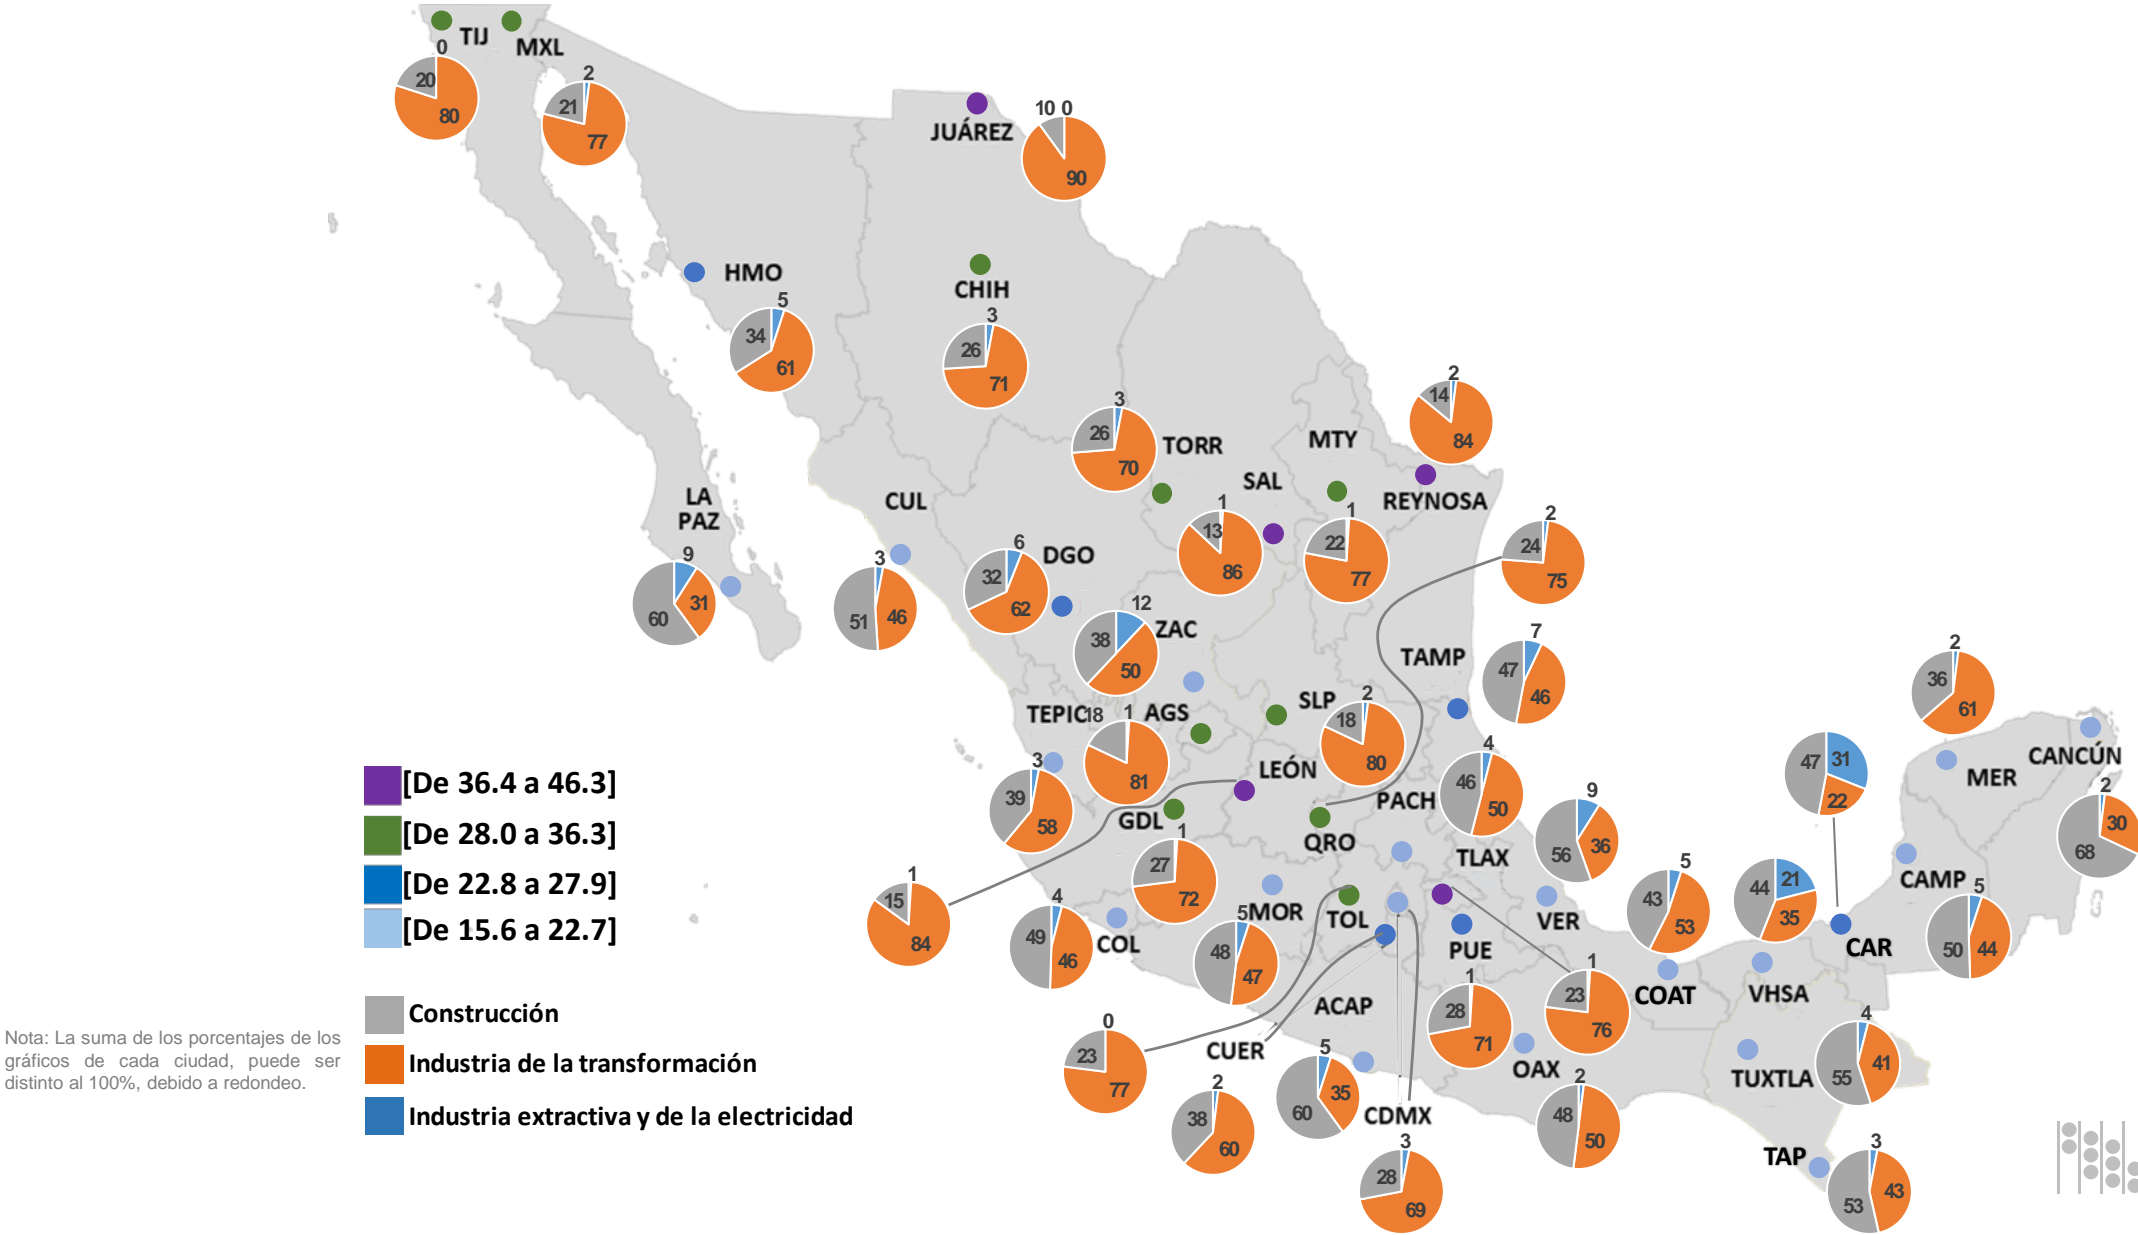 TIJ
MXL
0
20
80
2
21
77
JUÁREZ
10 0
90
HMO
5
34
61
CHIH
3
26
71
3
26
70
TORR
MTY
2
14
84
SAL
REYNOSA
LA
PAZ
9
31
60
CUL
3
51
46
6
DGO
32
62
1
13
86
1
22
77
2
24
75
12
ZAC
38
50
TAMP
7
47
46
2
36
61
TEPIC
18
1
AGS
81
SLP
2
18
80
3
39
58
LEÓN
4
PACH
46
50
47
31
22
MER
CANCÚN
2
30
68
[De 36.4 a 46.3]
[De 28.0 a 36.3]
[De 22.8 a 27.9]
[De 15.6 a 22.7]
GDL
1
27
72
QRO
TLAX
9
56
36
1
15
84
4
49
46
COL
5
MOR
48
47
TOL
PUE
VER
5
43
53
21
44
35
CAR
CAMP
5
50
44
COAT
VHSA
Construcción
Industria de la transformación
Industria extractiva y de la electricidad
Nota: La suma de los porcentajes de los
gráficos de cada ciudad, puede ser
distinto al 100%, debido a redondeo.
ACAP
1
28
71
1
23
76
0
23
77
CUER
5
35
60
OAX
TUXTLA
4
41
55
2
38
60
CDMX
3
28
69
2
48
50
TAP
3
53
43